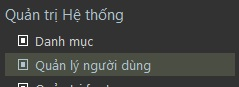 Quản trị Hệ thống
Danh mục
Quản lý người dùng